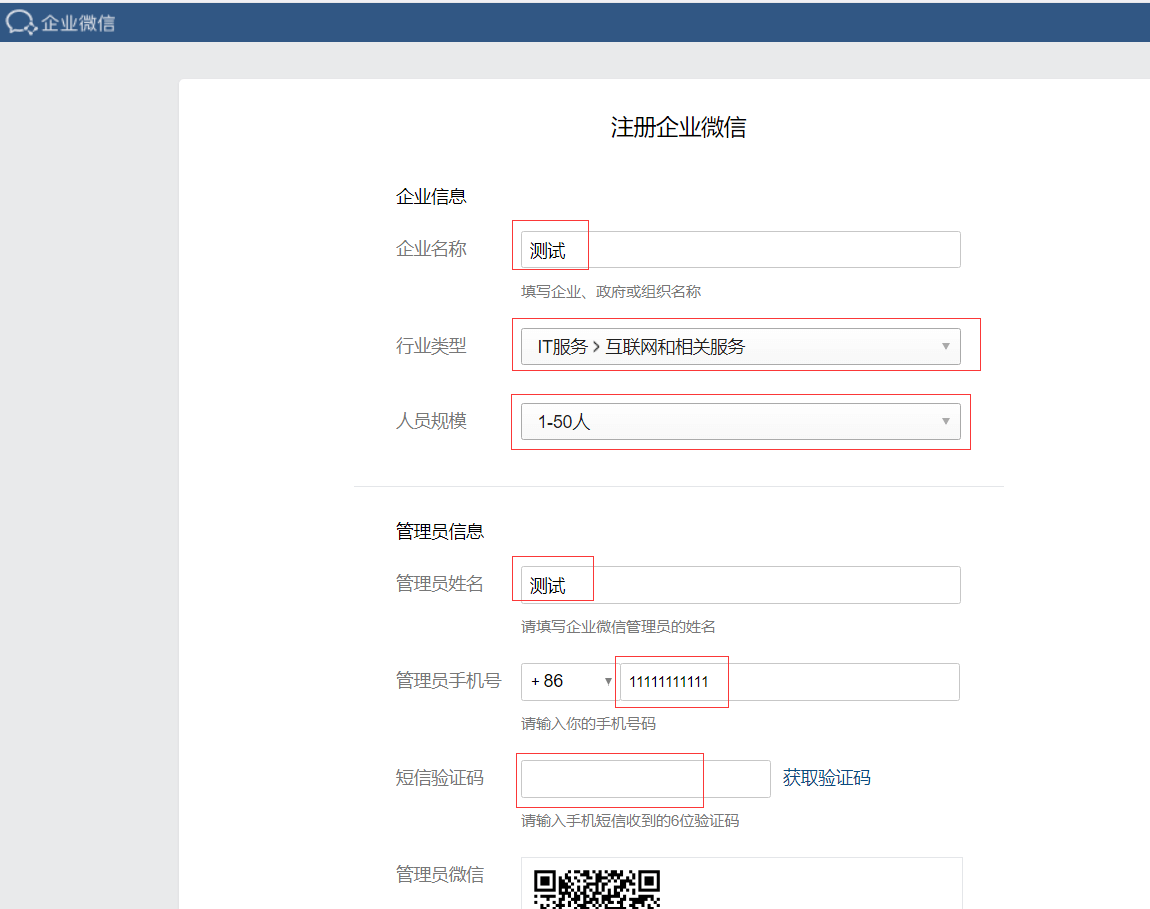 企业微信
注册企业微信
企业信息
企业名称 测试
填写企业、政府或组织名称
行业类型 IT服务 > 互联网和相关服务
人员规模 1-50人
管理员信息
管理员姓名 测试
请填写企业微信管理员的姓名
管理员手机号 + 86 11111111111
请输入你的手机号码
短信验证码 获取验证码
请输入手机短信收到的6位验证码
管理员微信